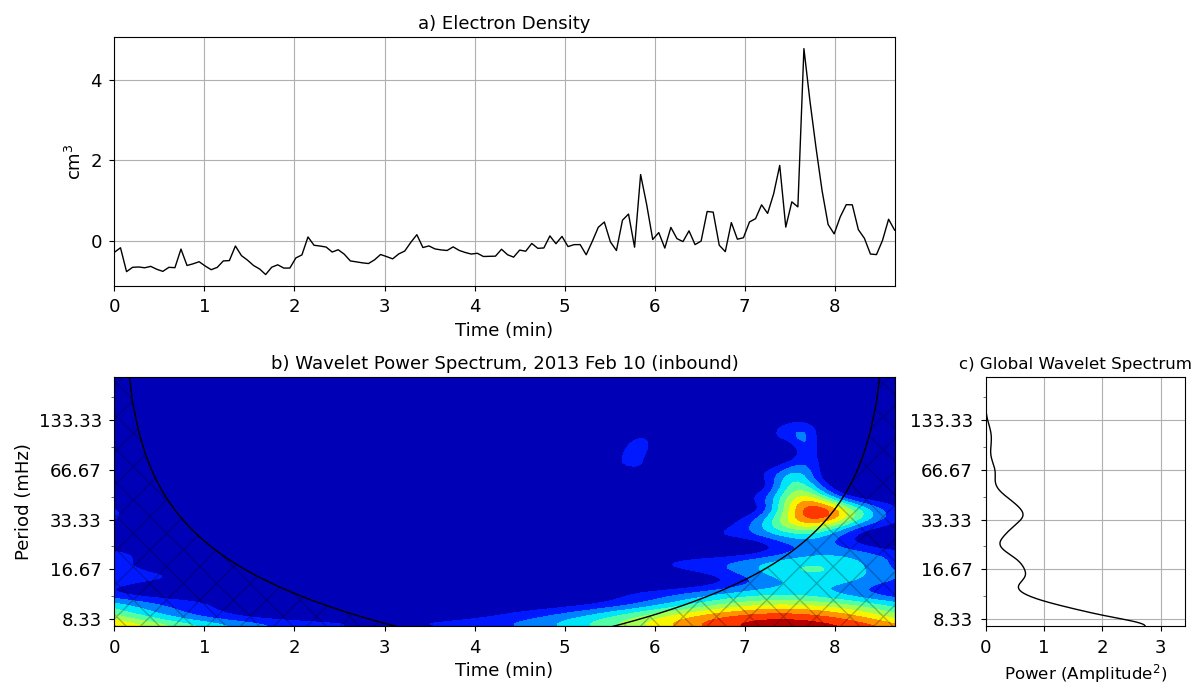 a) Electron Density
cm³
4
2
0
0 1 2 3 4 5 6 7 8
Time (min)
b) Wavelet Power Spectrum, 2013 Feb 10 (inbound)
Period (mHz)
133.33
66.67
33.33
16.67
8.33
0 1 2 3 4 5 6 7 8
Time (min)
c) Global Wavelet Spectrum
133.33
66.67
33.33
16.67
8.33
0 1 2 3
Power (Amplitude²)